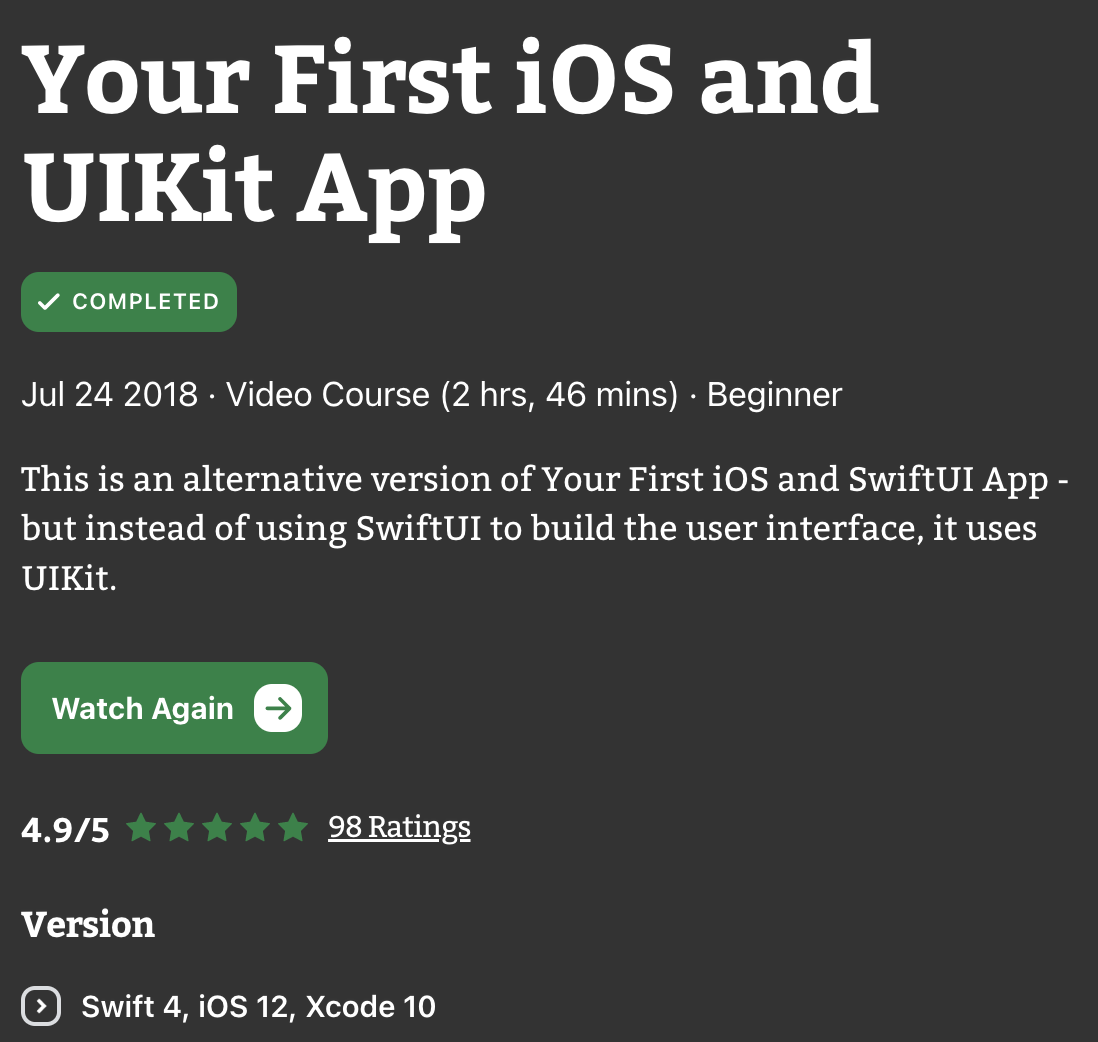 Your First iOS and
UIKit App
COMPLETED
Jul 24 2018 · Video Course (2 hrs, 46 mins) · Beginner
This is an alternative version of Your First iOS and SwiftUI App -
but instead of using SwiftUI to build the user interface, it uses
UIKit.
Watch Again
4.9/5 98 Ratings
Version
Swift 4, iOS 12, Xcode 10